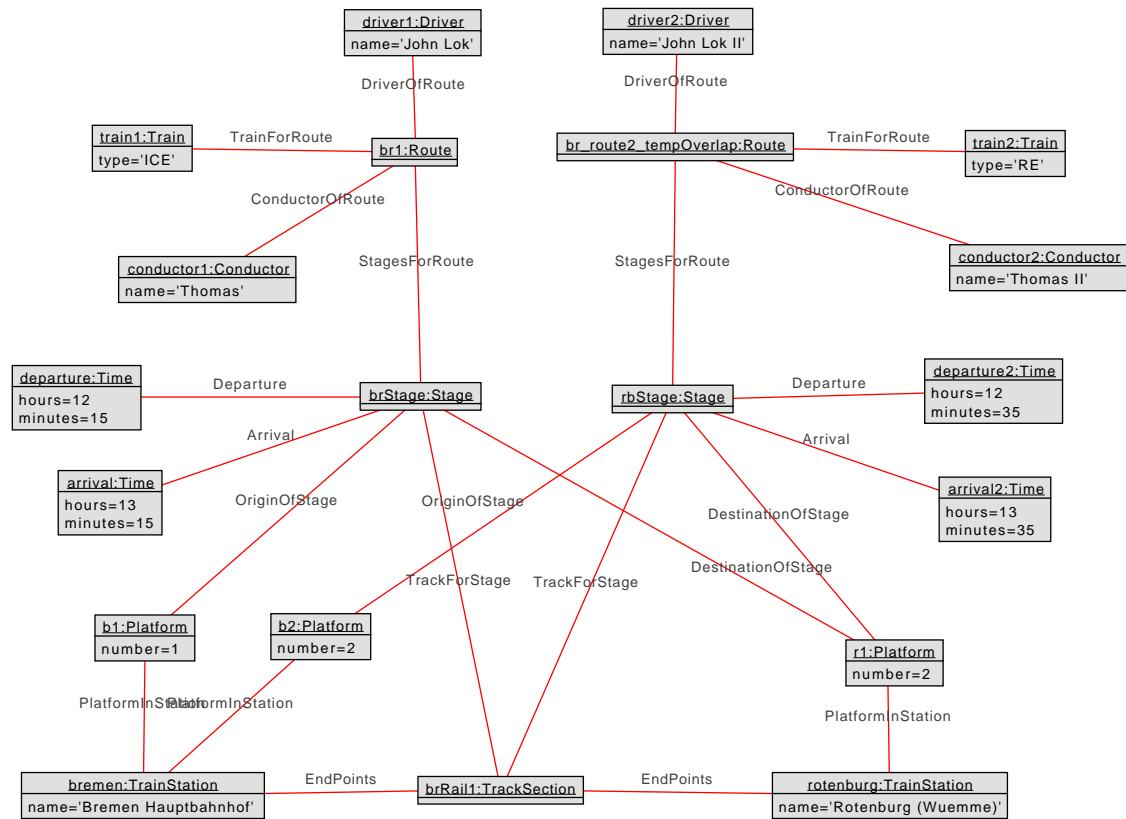 driver1:Driver
name='John Lok'
driver2:Driver
name='John Lok II'
DriverOfRoute
DriverOfRoute
train1:Train
type='ICE'
TrainForRoute
br1:Route
br_route2_tempOverlap:Route
TrainForRoute
train2:Train
type='RE'
ConductorOfRoute
ConductorOfRoute
conductor1:Conductor
name='Thomas'
StagesForRoute
StagesForRoute
conductor2:Conductor
name='Thomas II'
departure:Time
hours=12
minutes=15
Departure
brStage:Stage
rbStage:Stage
Departure
departure2:Time
hours=12
minutes=35
Arrival
Arrival
arrival:Time
hours=13
minutes=15
OriginOfStage
OriginOfStage
DestinationOfStage
arrival2:Time
hours=13
minutes=35
TrackForStage
TrackForStage
DestinationOfStage
b1:Platform
number=1
b2:Platform
number=2
r1:Platform
number=2
PlatformInStation
PlatformInStation
PlatformInStation
bremen:TrainStation
name='Bremen Hauptbahnhof'
EndPoints
brRail1:TrackSection
EndPoints
rotenburg:TrainStation
name='Rotenburg (Wuemme)'